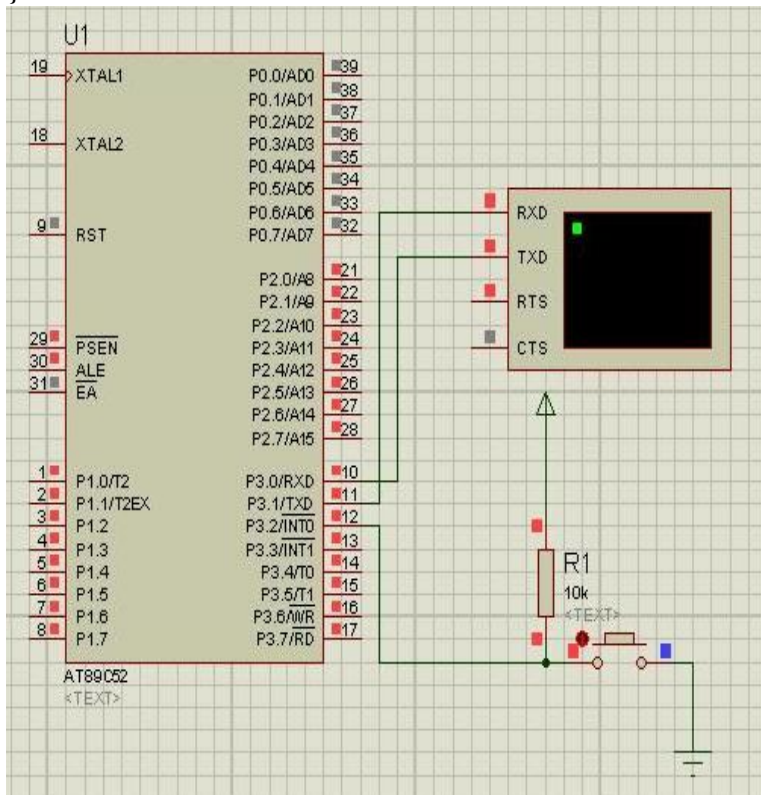 U1
19 XTAL1
18 XTAL2
9 RST
29 PSEN
30 ALE
31 EA
1 P1.0/T2
2 P1.1/T2EX
3 P1.2
4 P1.3
5 P1.4
6 P1.5
7 P1.6
8 P1.7
P0.0/AD0 39
P0.1/AD1 38
P0.2/AD2 37
P0.3/AD3 36
P0.4/AD4 35
P0.5/AD5 34
P0.6/AD6 33
P0.7/AD7 32
P2.0/A8 21
P2.1/A9 22
P2.2/A10 23
P2.3/A11 24
P2.4/A12 25
P2.5/A13 26
P2.6/A14 27
P2.7/A15 28
P3.0/RXD 10
P3.1/TXD 11
P3.2/INT0 12
P3.3/INT1 13
P3.4/T0 14
P3.5/T1 15
P3.6/WR 16
P3.7/RD 17
AT89C52
<TEXT>
RXD
TXD
RTS
CTS
R1
10k
<TEXT>